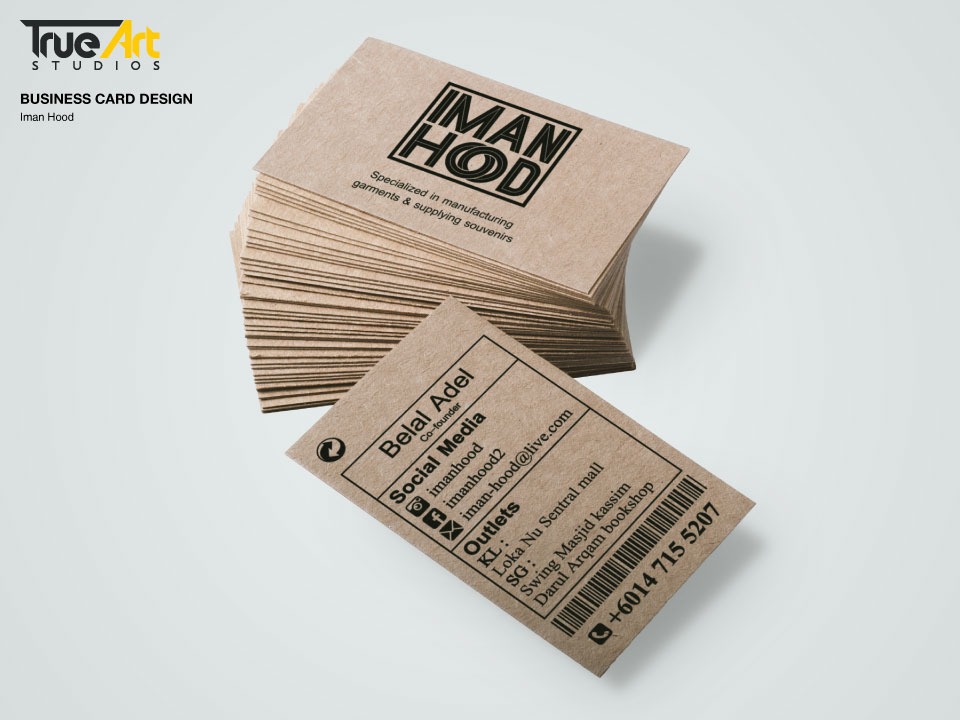 TrueArt
STUDIOS
BUSINESS CARD DESIGN
Iman Hood
IMAN
HOOD
Specialized in manufacturing
garments & supplying souvenirs
Belal Adel
Co-founder
Social Media
imanhood
imanhood2
iman-hood@live.com
Outlets
KL :
Loka Nu Sentral mall
SG :
Swing Masjid kassim
Darul Arqam bookshop
+6014 715 5207